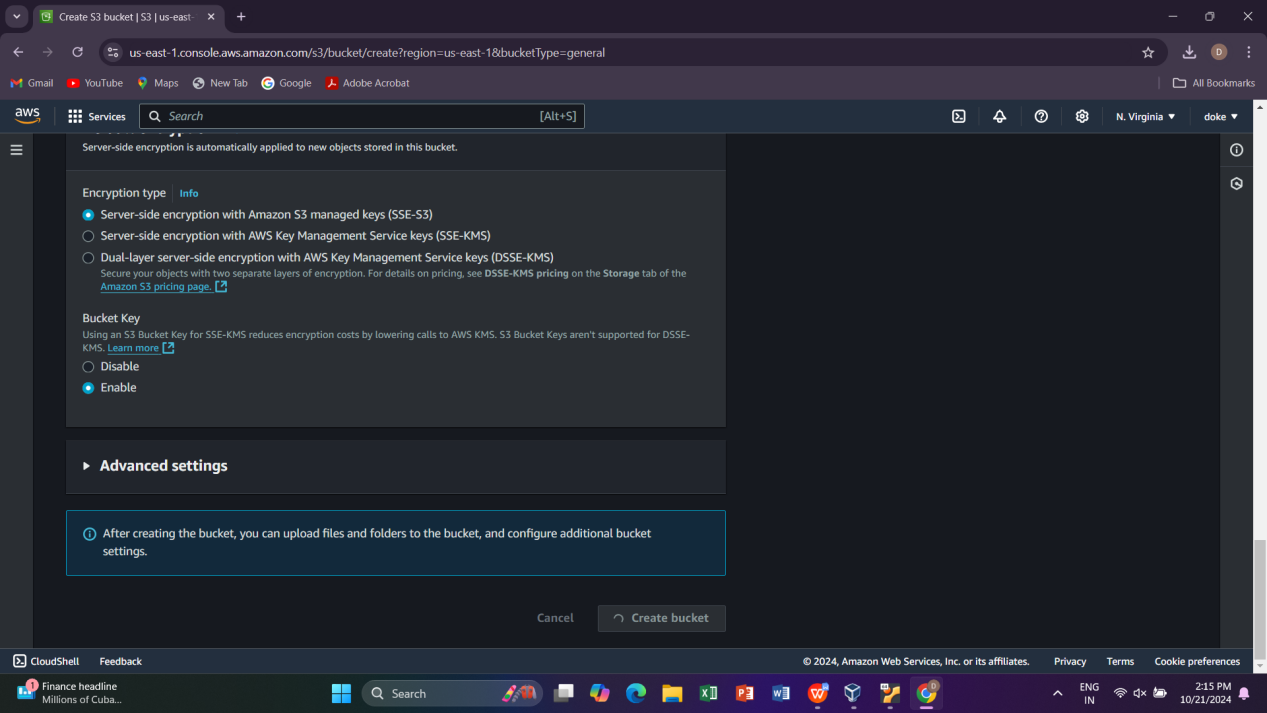 Create S3 bucket | S3 | us-east-
us-east-1.console.aws.amazon.com/s3/bucket/create?region=us-east-1&bucketType=general
D
Gmail
YouTube
Maps
New Tab
Google
Adobe Acrobat
All Bookmarks
aws
Services
Search
[Alt+S]
N. Virginia
doke
Server-side encryption is automatically applied to new objects stored in this bucket.
Encryption type
Info
Server-side encryption with Amazon S3 managed keys (SSE-S3)
Server-side encryption with AWS Key Management Service keys (SSE-KMS)
Dual-layer server-side encryption with AWS Key Management Service keys (DSSE-KMS)
Secure your objects with two separate layers of encryption. For details on pricing, see DSSE-KMS pricing on the Storage tab of the
Amazon S3 pricing page.
Bucket Key
Using an S3 Bucket Key for SSE-KMS reduces encryption costs by lowering calls to AWS KMS. S3 Bucket Keys aren't supported for DSSE-
KMS. Learn more
Disable
Enable
Advanced settings
After creating the bucket, you can upload files and folders to the bucket, and configure additional bucket
settings.
Cancel
Create bucket
CloudShell
Feedback
© 2024, Amazon Web Services, Inc. or its affiliates.
Privacy
Terms
Cookie preferences
1
Finance headline
Millions of Cuba...
Search
D
ENG
IN
2:15 PM
10/21/2024